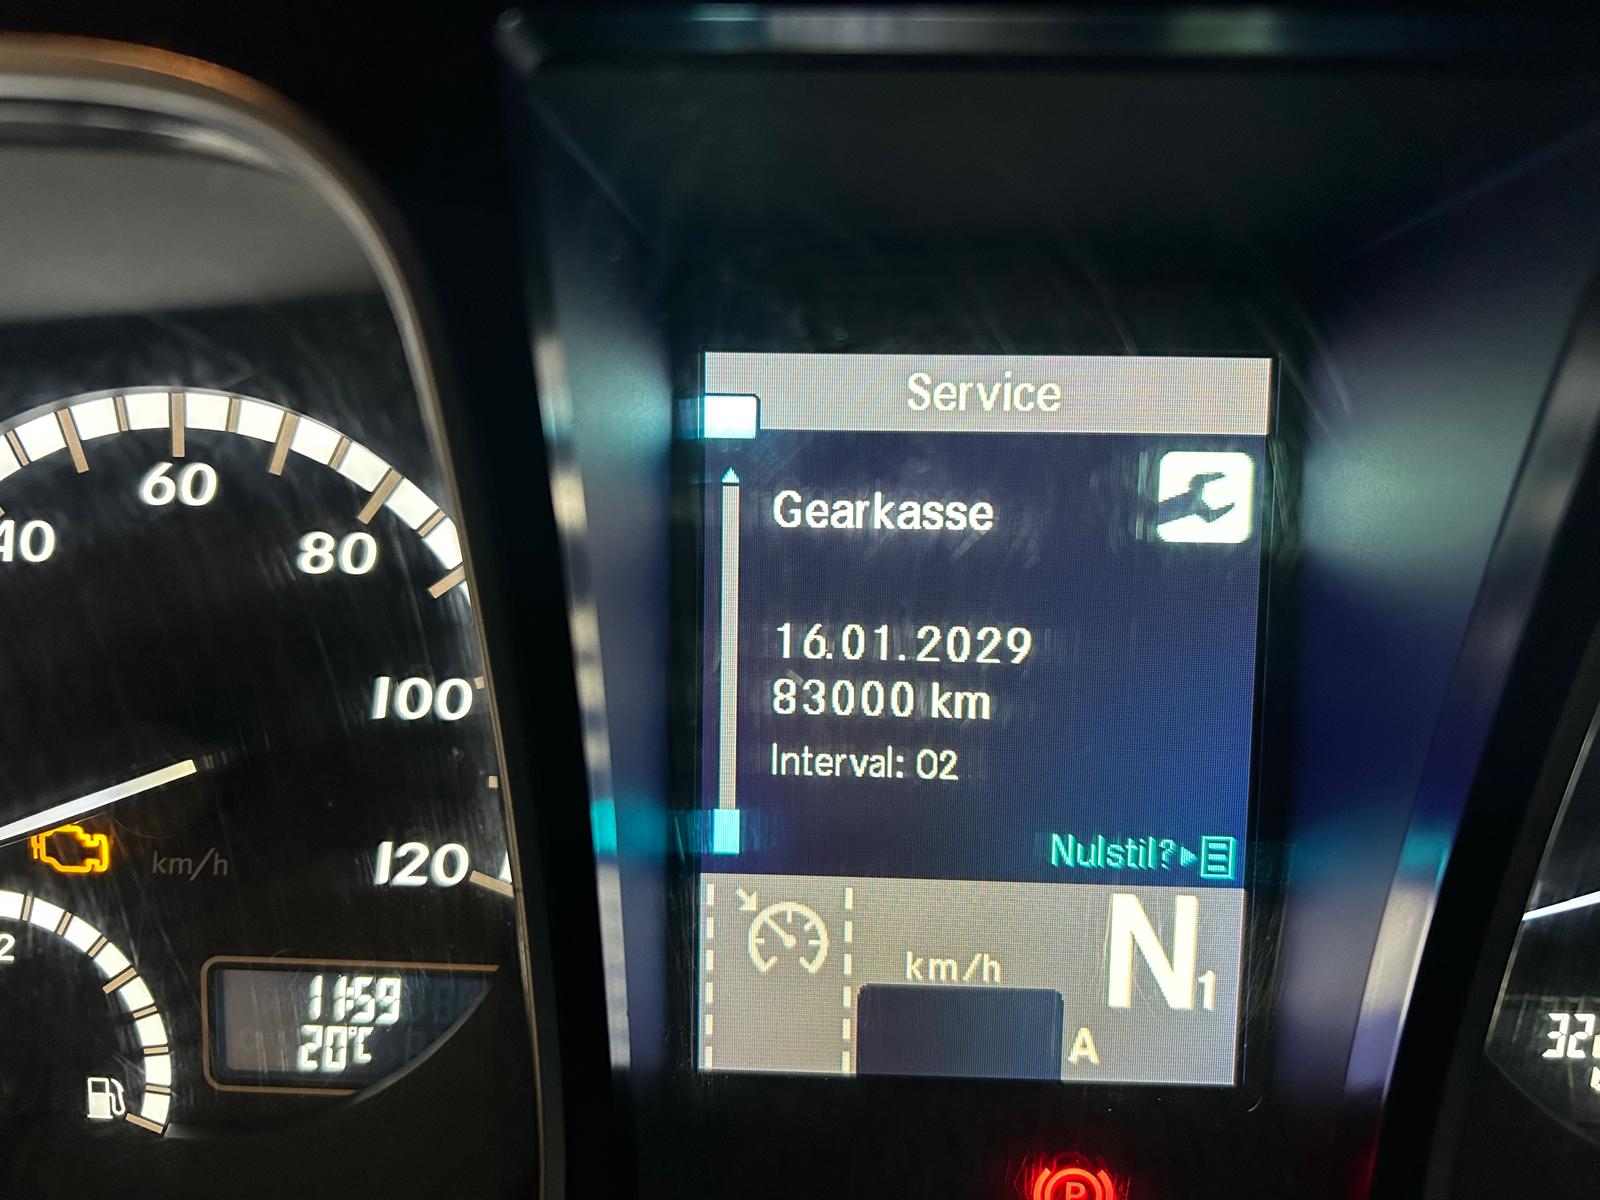 Service
Gearkasse
16.01.2029
83000 km
Interval: 02
Nulstil?
km/h
N1
A
60
80
100
120
km/h
11:59
20°C
P